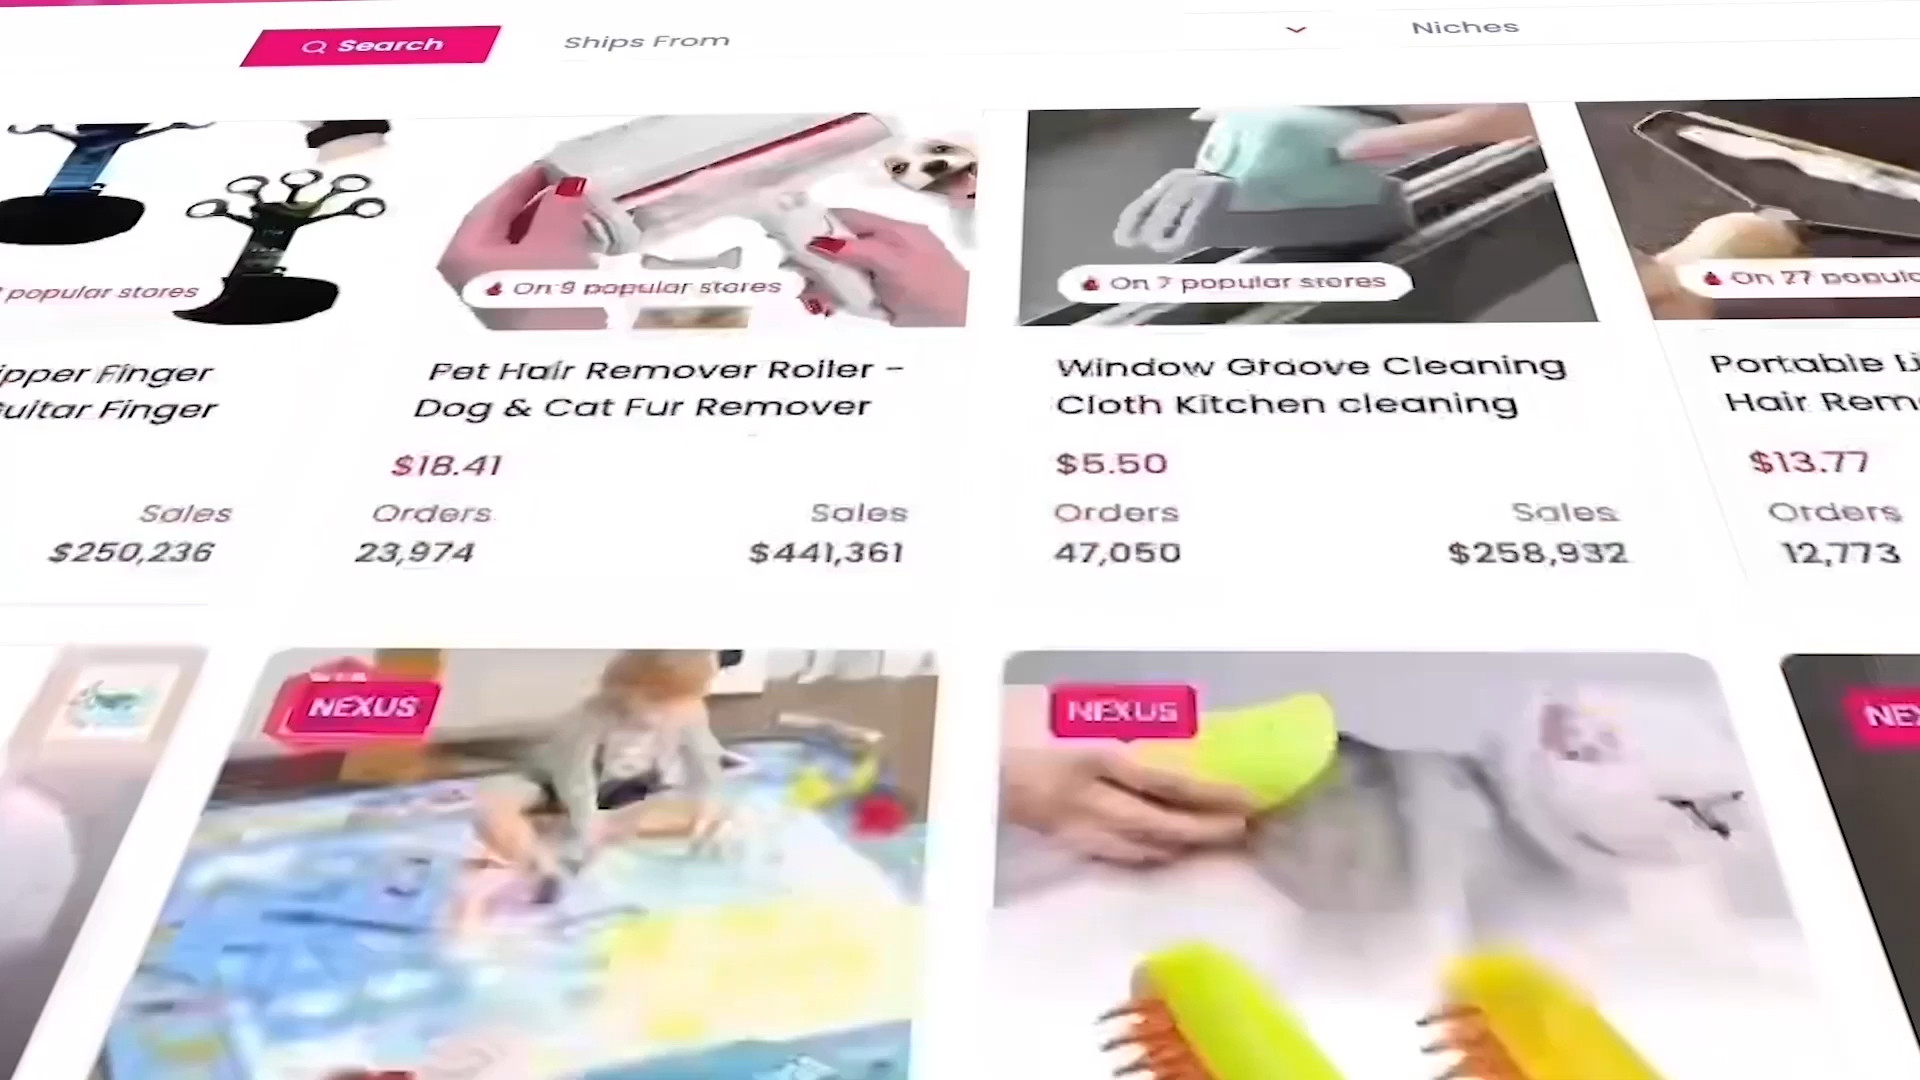 Search
Ships From
Niches
popular stores
On 9 popular stores
On 7 popular stores
On 27
Finger
Finger
Pet Hair Remover Roller -
Dog & Cat Fur Remover
Window Groove Cleaning
Cloth Kitchen cleaning
Portable
Hair
$18.41
$5.50
$13.77
Sales
$250,236
Orders
23,974
Sales
$441,361
Orders
47,050
Sales
$258,932
Orders
12,773
NEXUS
NEXUS